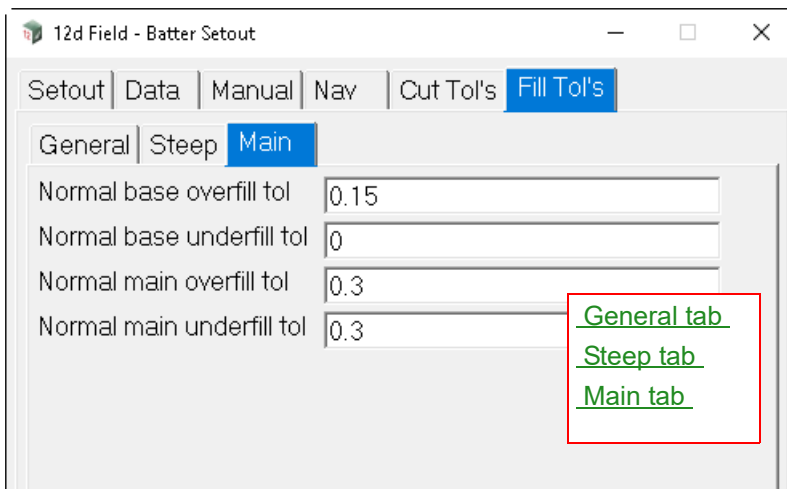 12d Field - Batter Setout
Setout Data Manual Nav Cut Tol's Fill Tol's
General Steep Main
Normal base overfill tol 0.15
Normal base underfill tol 0
Normal main overfill tol 0.3
Normal main underfill tol 0.3
General tab
Steep tab
Main tab